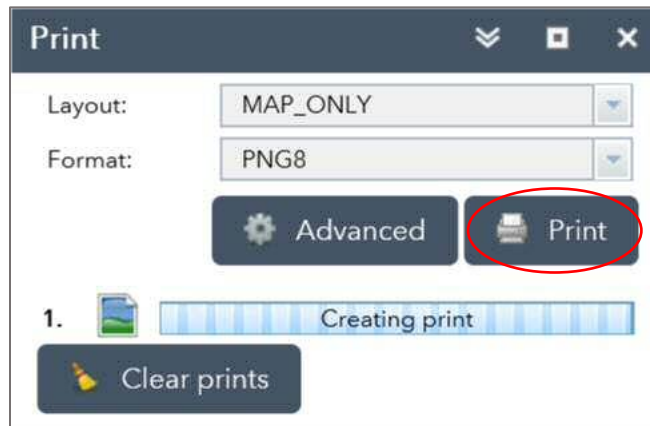 Print
Layout: MAP_ONLY
Format: PNG8
Advanced Print
1. Creating print
Clear prints